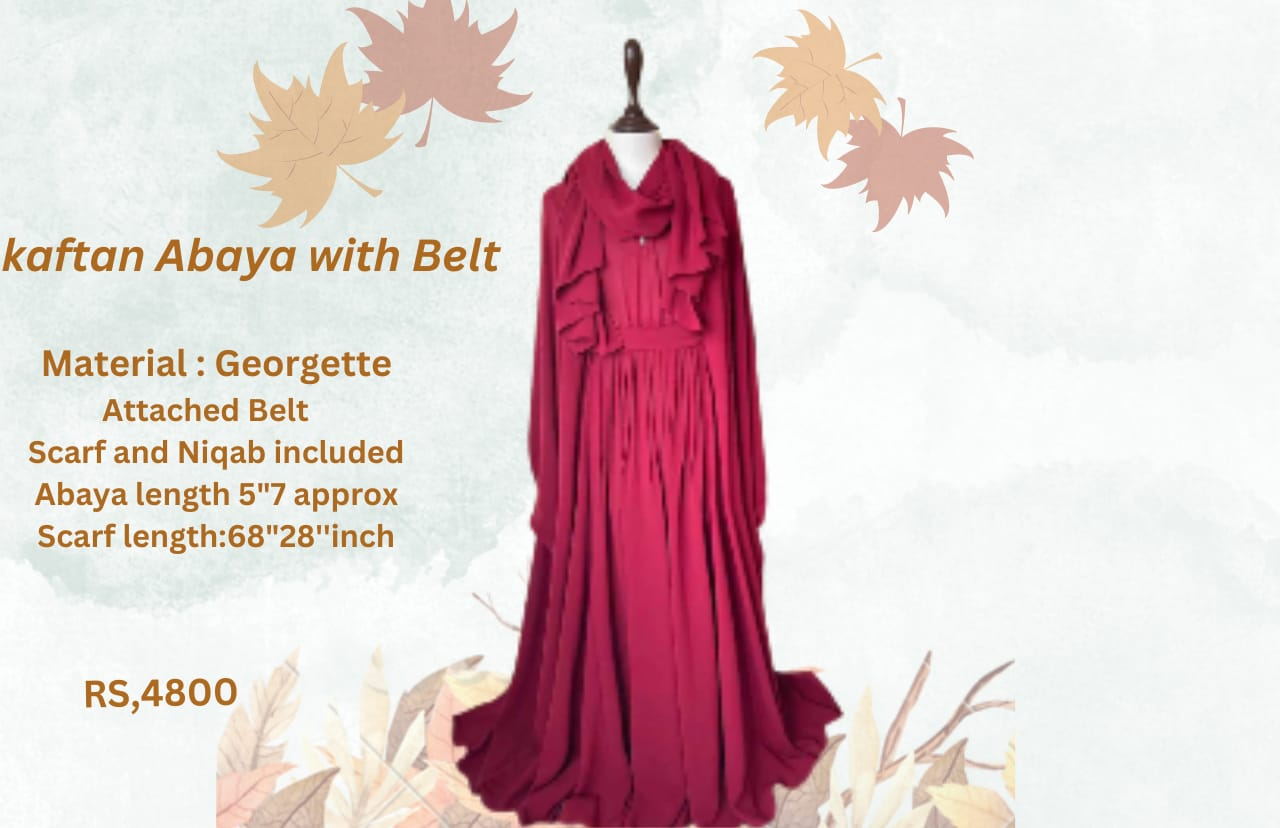 kaftan Abaya with Belt
Material : Georgette
Attached Belt
Scarf and Niqab included
Abaya length 5"7 approx
Scarf length:68"28''inch
RS,4800